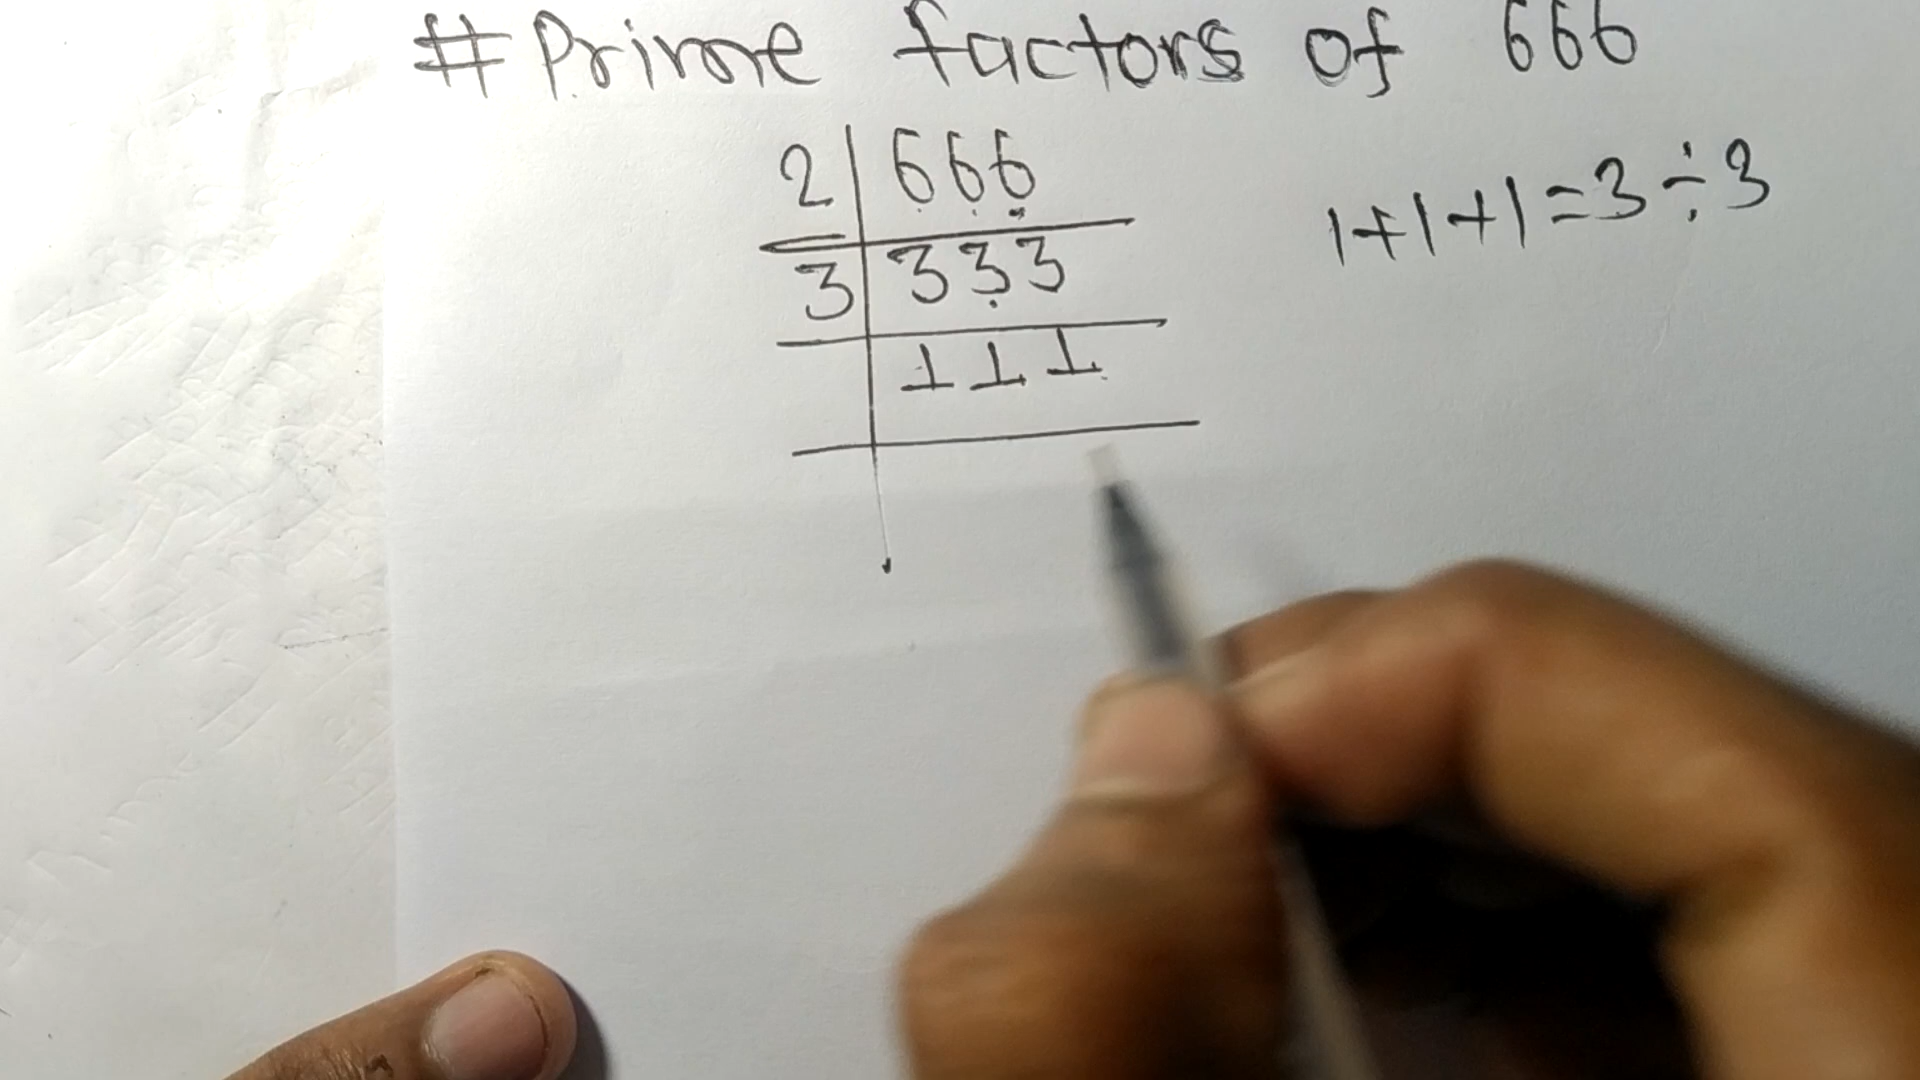 #Prime factors of 666
2 | 666
3 | 333
111
1+1+1=3÷3